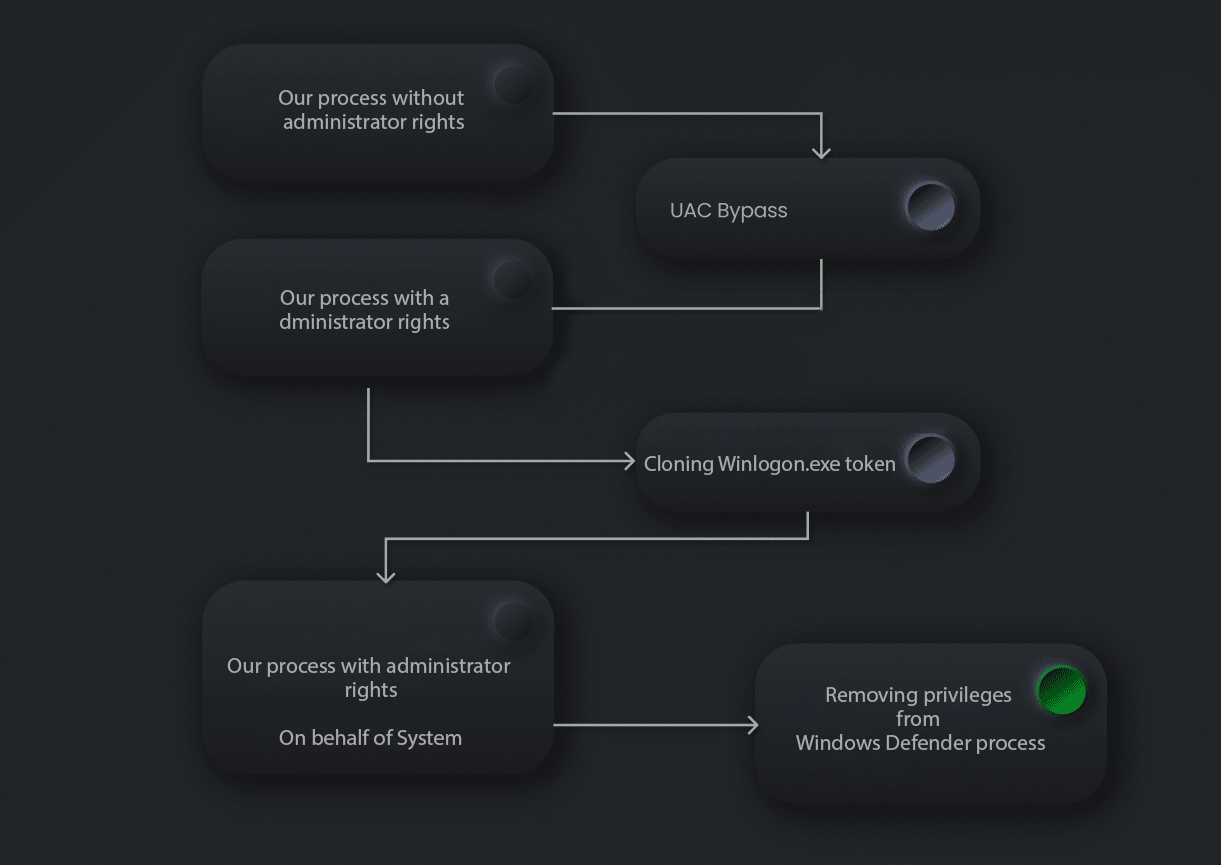 Our process without
administrator rights
UAC Bypass
Our process with a
dministrator rights
Cloning Winlogon.exe token
Our process with administrator
rights
On behalf of System
Removing privileges
from
Windows Defender process